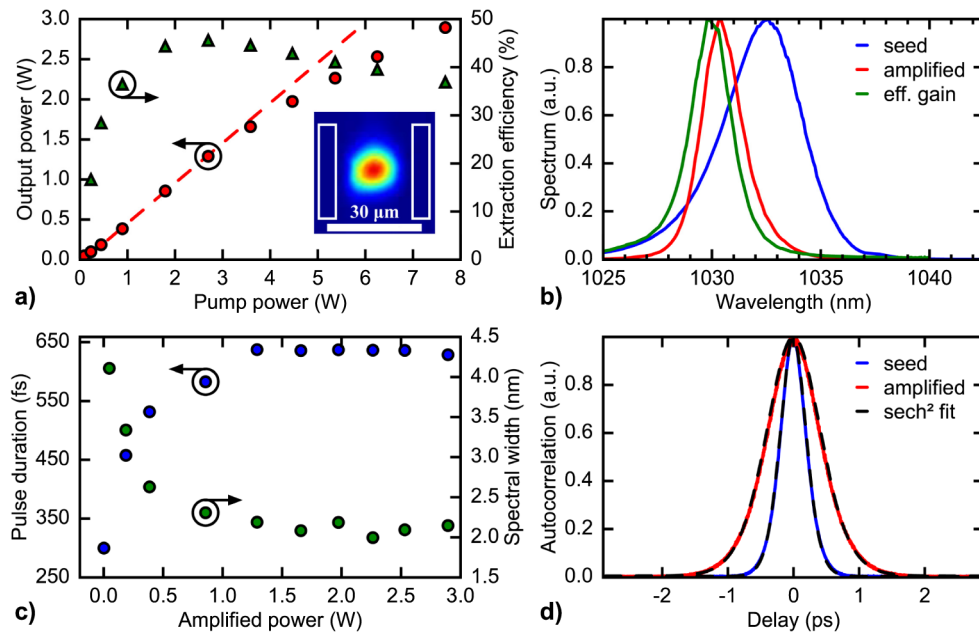 3.0
2.5
2.0
1.5
1.0
0.5
0.0
Output power (W)
50
40
30
20
10
0
Extraction efficiency (%)
30 µm
0 1 2 3 4 5 6 7 8
Pump power (W)
a)
0.8
0.6
0.4
0.2
0.0
Spectrum (a.u.)
seed
amplified
eff. gain
1025 1030 1035 1040
Wavelength (nm)
b)
650
550
450
350
250
Pulse duration (fs)
4.5
4.0
3.5
3.0
2.5
2.0
1.5
Spectral width (nm)
0.0 0.5 1.0 1.5 2.0 2.5 3.0
Amplified power (W)
c)
0.8
0.6
0.4
0.2
0.0
Autocorrelation (a.u.)
seed
amplified
sech² fit
-2 -1 0 1 2
Delay (ps)
d)